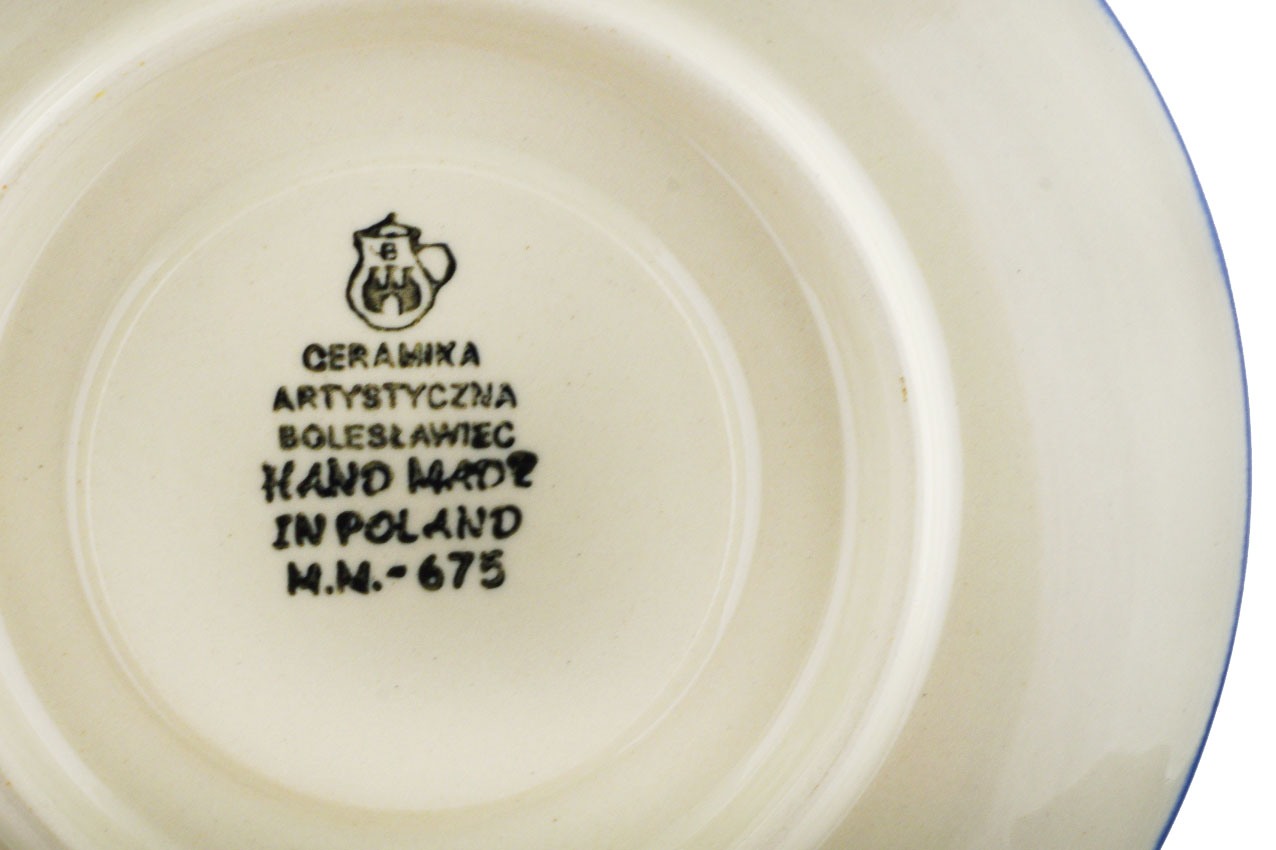 B
CERAMIKA
ARTYSTYCZNA
BOLESŁAWIEC
HAND MADE
IN POLAND
M.M.-675